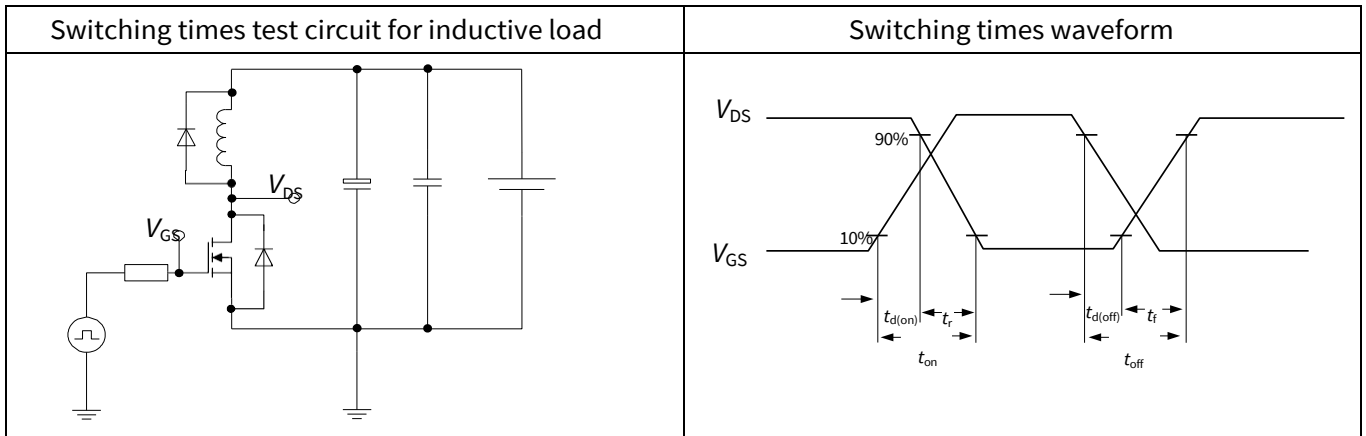 Switching times test circuit for inductive load
Switching times waveform
VDS
VGS
VDS
90%
10%
VGS
td(on) tr
ton
td(off) tf
toff